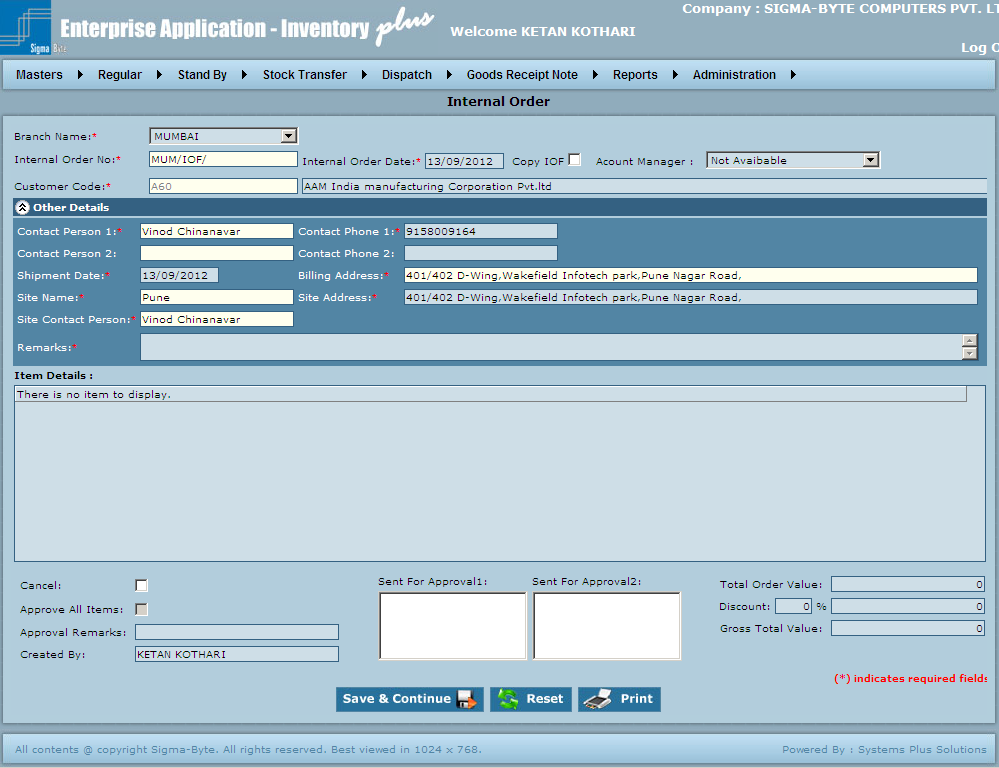 Company : SIGMA-BYTE COMPUTERS PVT. LT
Enterprise Application - Inventory plus
Welcome KETAN KOTHARI
Sigma Byte
Log O
Masters Regular Stand By Stock Transfer Dispatch Goods Receipt Note Reports Administration
Internal Order
Branch Name:* MUMBAI
Internal Order No:* MUM/IOF/ Internal Order Date:* 13/09/2012 Copy IOF Acount Manager : Not Avaibable
Customer Code:* A60 AAM India manufacturing Corporation Pvt.ltd
Other Details
Contact Person 1:* Vinod Chinanavar Contact Phone 1:* 9158009164
Contact Person 2: Contact Phone 2:
Shipment Date:* 13/09/2012 Billing Address:* 401/402 D-Wing,Wakefield Infotech park,Pune Nagar Road,
Site Name:* Pune Site Address:* 401/402 D-Wing,Wakefield Infotech park,Pune Nagar Road,
Site Contact Person:* Vinod Chinanavar
Remarks:*
Item Details :
There is no item to display.
Cancel: Sent For Approval1: Sent For Approval2: Total Order Value: 0
Approve All Items: Discount: 0 % 0
Approval Remarks: Gross Total Value: 0
Created By: KETAN KOTHARI
(*) indicates required fields
Save & Continue Reset Print
All contents @ copyright Sigma-Byte. All rights reserved. Best viewed in 1024 x 768. Powered By : Systems Plus Solutions